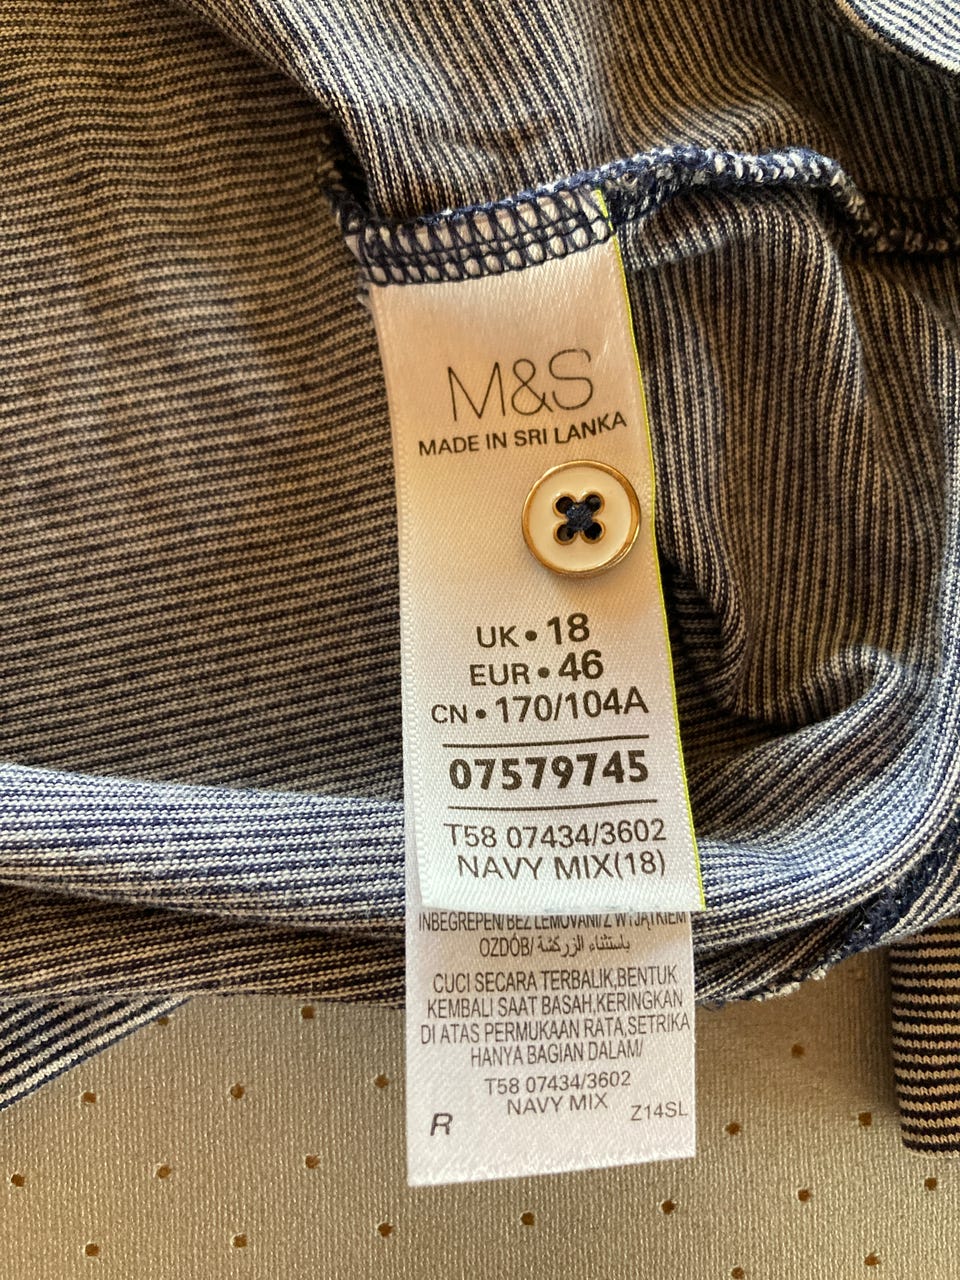 M&S
MADE IN SRI LANKA
UK • 18
EUR • 46
CN • 170/104A
07579745
T58 07434/3602
NAVY MIX(18)
INBEGREPEN/BEZ LEMOVANI/Z WYJĄTKIEM
OZDÓB/ باستثناء الزركشة
CUCI SECARA TERBALIK,BENTUK
KEMBALI SAAT BASAH,KERINGKAN
DI ATAS PERMUKAAN RATA,SETRIKA
HANYA BAGIAN DALAM/
T58 07434/3602
NAVY MIX
R
Z14SL